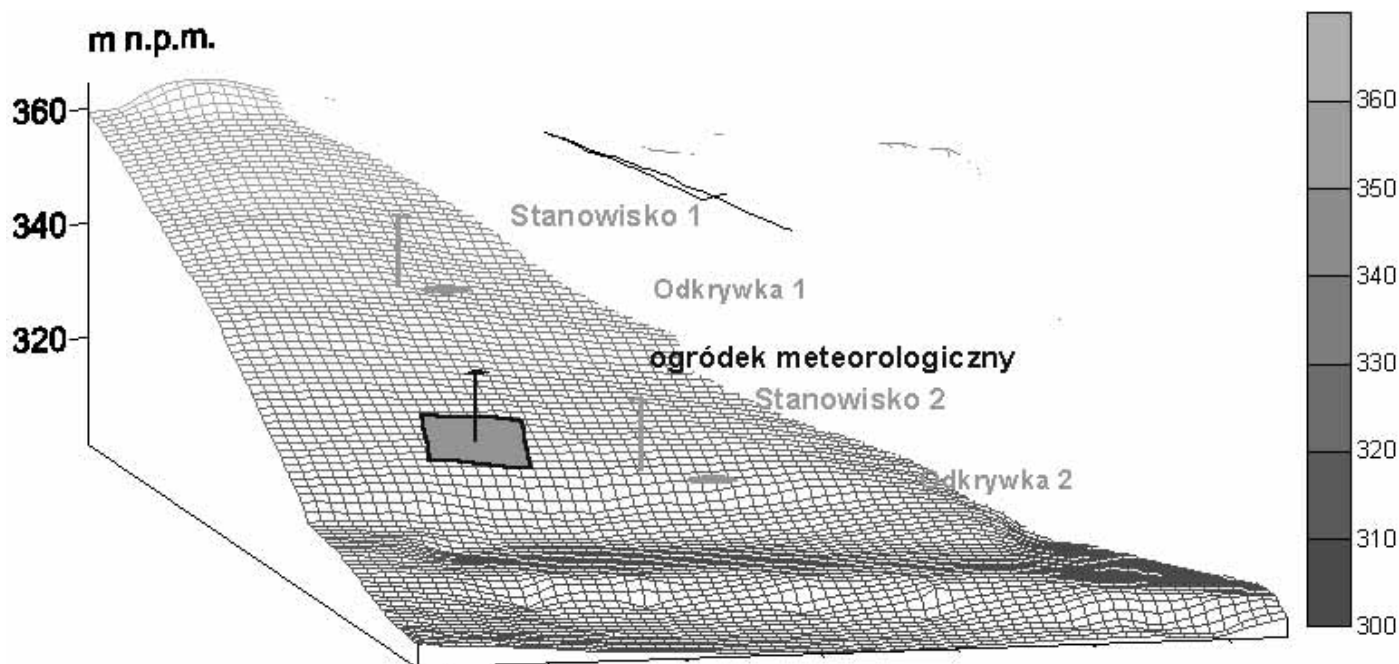 m n.p.m.
360
340
320
Stanowisko 1
Odkrywka 1
ogródek meteorologiczny
Stanowisko 2
Odkrywka 2
360
350
340
330
320
310
300